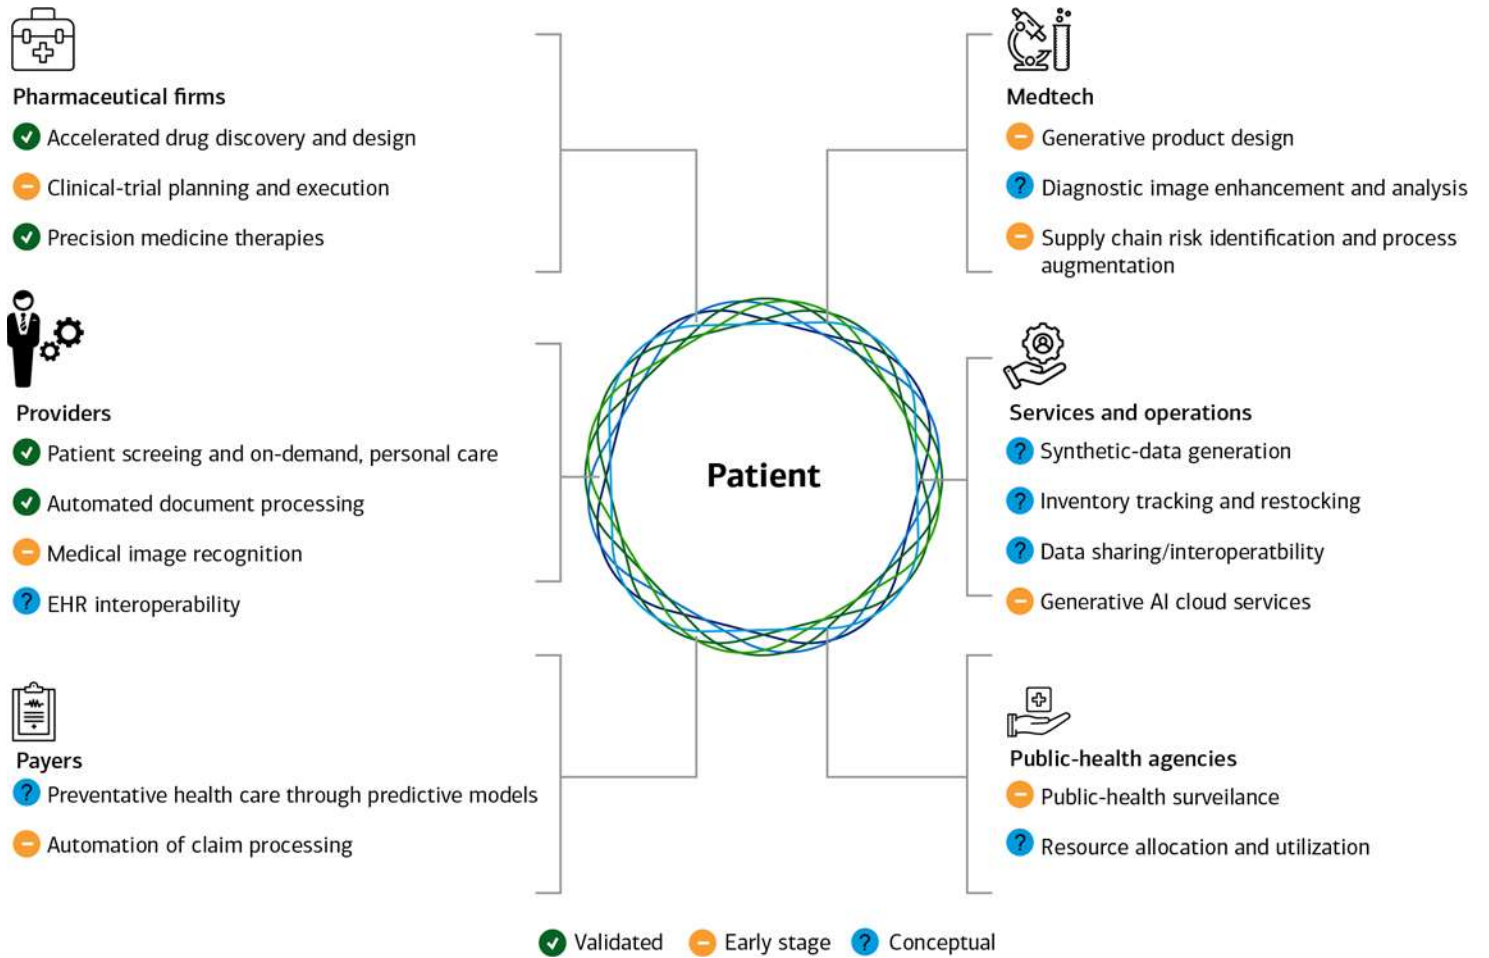 Pharmaceutical firms
Accelerated drug discovery and design
Clinical-trial planning and execution
Precision medicine therapies
Providers
Patient screeing and on-demand, personal care
Automated document processing
Medical image recognition
EHR interoperability
Payers
Preventative health care through predictive models
Automation of claim processing
Patient
Medtech
Generative product design
Diagnostic image enhancement and analysis
Supply chain risk identification and process
augmentation
Services and operations
Synthetic-data generation
Inventory tracking and restocking
Data sharing/interoperatbility
Generative AI cloud services
Public-health agencies
Public-health surveilance
Resource allocation and utilization
Validated
Early stage
Conceptual